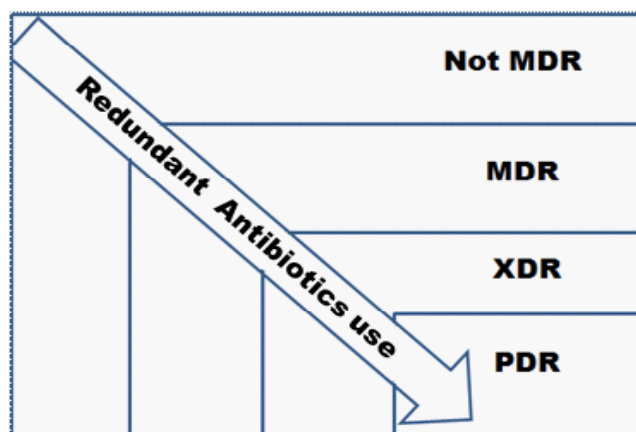 Not MDR
Redundant Antibiotics use
MDR
XDR
PDR